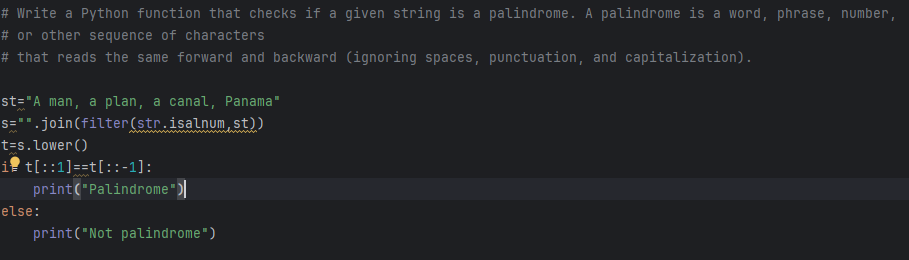 # Write a Python function that checks if a given string is a palindrome. A palindrome is a word, phrase, number,
# or other sequence of characters
# that reads the same forward and backward (ignoring spaces, punctuation, and capitalization).
st="A man, a plan, a canal, Panama"
s="".join(filter(str.isalnum,st))
t=s.lower()
if t[::1]==t[::-1]:
    print("Palindrome")
else:
    print("Not palindrome")